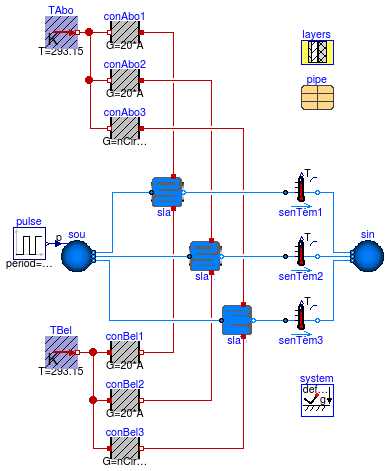 TAbo
K
T=293.15
conAbo1
G=20*A
conAbo2
G=20*A
conAbo3
G=nCir...
layers
pipe
sla
T
senTem1
pulse
period=...
p
sou
sla
T
senTem2
sin
sla
T
senTem3
TBel
K
T=293.15
conBel1
G=20*A
conBel2
G=20*A
conBel3
G=nCir...
system
def...
g